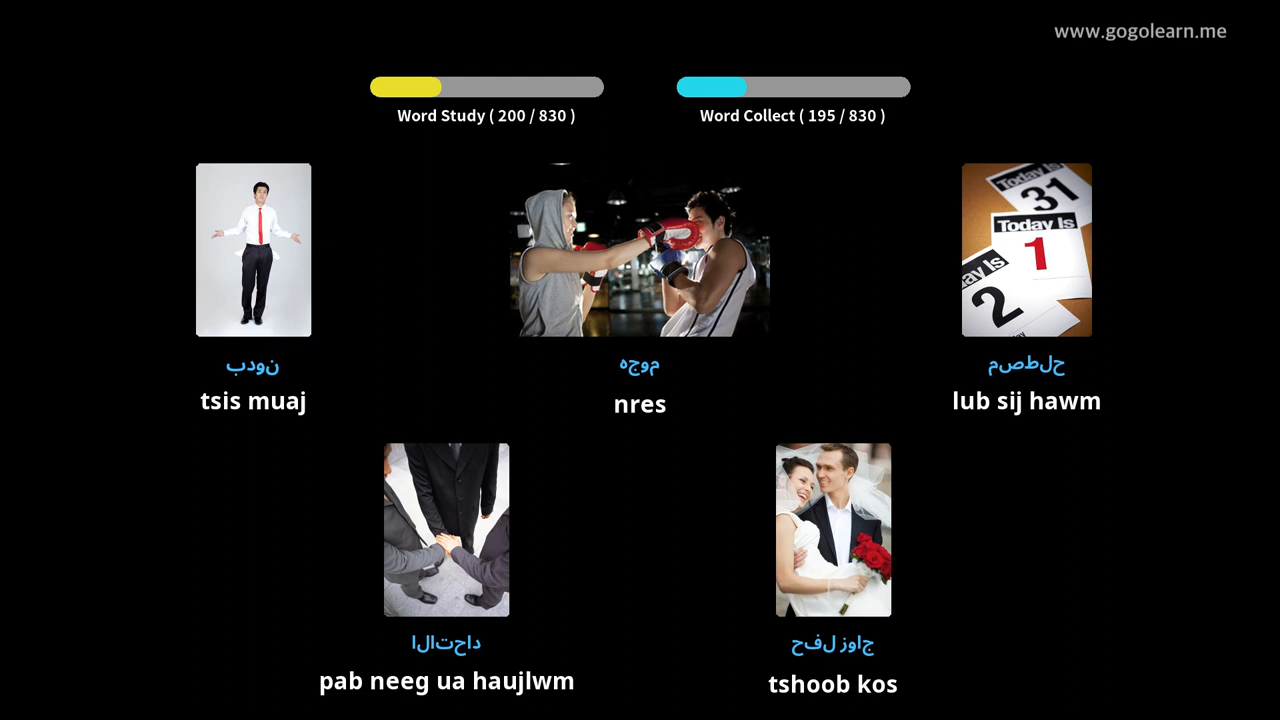 www.gogolearn.me
Word Study ( 200 / 830 )
Word Collect ( 195 / 830 )
بدون
هجوم
مصطلح
tsis muaj
nres
lub sij hawm
الاتحاد
حفل زواج
pab neeg ua haujlwm
tshoob kos